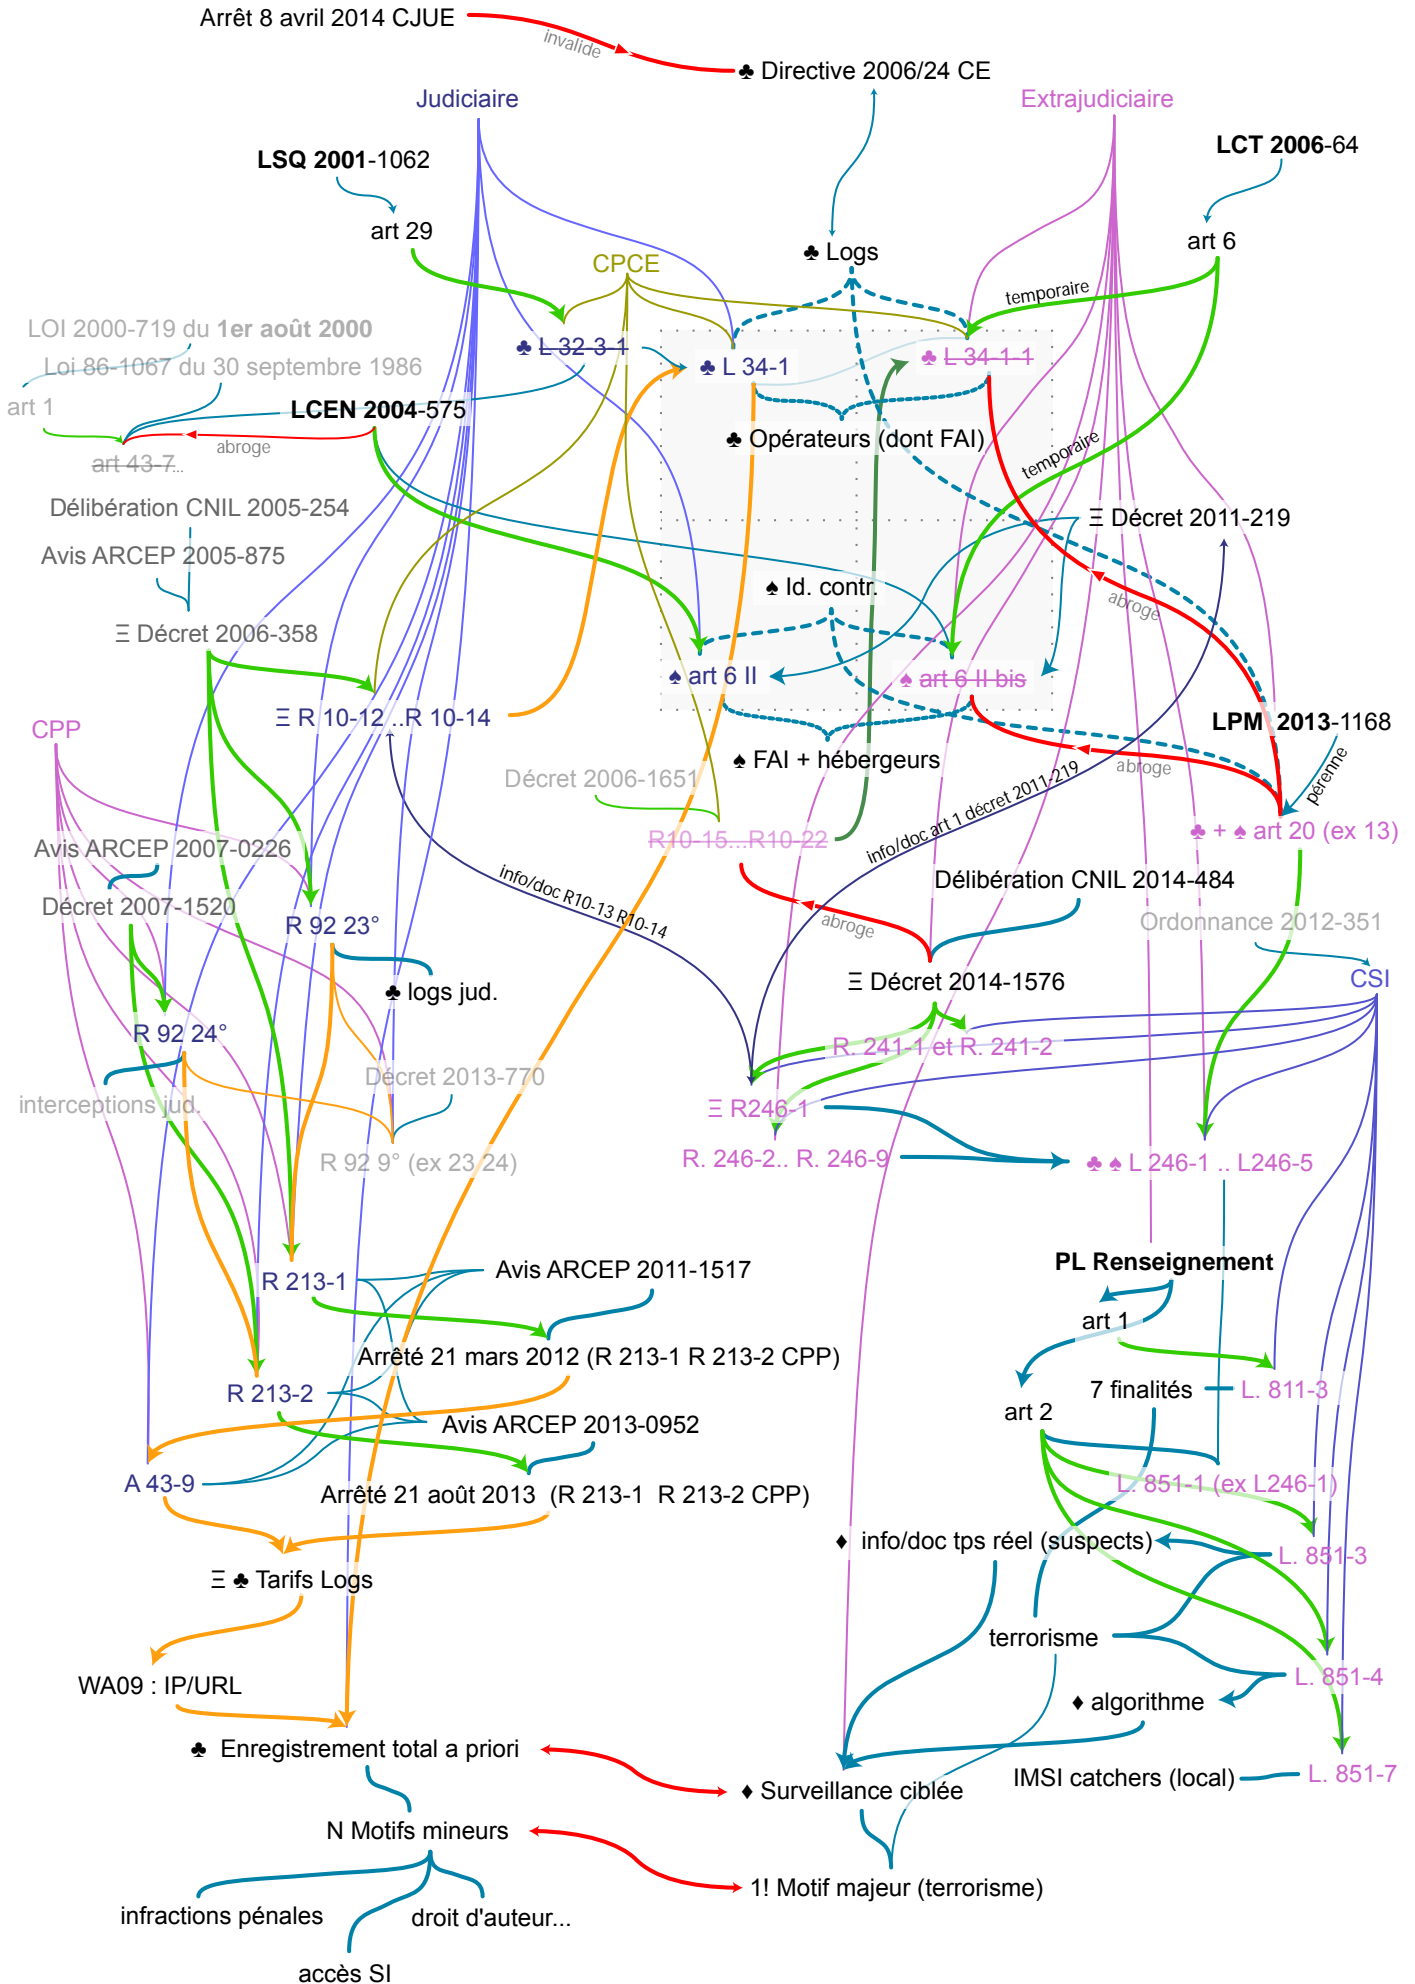 Arrêt 8 avril 2014 CJUE
invalide
♣ Directive 2006/24 CE
Judiciaire
Extrajudiciaire
LSQ 2001-1062
LCT 2006-64
art 29
art 6
♣ Logs
CPCE
temporaire
LOI 2000-719 du 1er août 2000
♣ L 32-3-1
♣ L 34-1
♣ L 34-1-1
Loi 86-1067 du 30 septembre 1986
art 1
LCEN 2004-575
abroge
art 43-7...
♣ Opérateurs (dont FAI)
temporaire
Délibération CNIL 2005-254
Ξ Décret 2011-219
Avis ARCEP 2005-875
♠ Id. contr.
abroge
Ξ Décret 2006-358
♠ art 6 II
♠ art 6 II bis
Ξ R 10-12 ..R 10-14
LPM 2013-1168
CPP
♠ FAI + hébergeurs
abroge
pérenne
Décret 2006-1651
info/doc art 1 décret 2011-219
R10-15...R10-22
♣ + ♠ art 20 (ex 13)
Avis ARCEP 2007-0226
info/doc R10-13 R10-14
Délibération CNIL 2014-484
Décret 2007-1520
abroge
Ordonnance 2012-351
R 92 23°
♣ logs jud.
Ξ Décret 2014-1576
CSI
R 92 24°
R. 241-1 et R. 241-2
Décret 2013-770
interceptions jud.
Ξ R246-1
R 92 9° (ex 23 24)
R. 246-2.. R. 246-9
♣ ♠ L 246-1 .. L246-5
R 213-1
Avis ARCEP 2011-1517
PL Renseignement
art 1
Arrêté 21 mars 2012 (R 213-1 R 213-2 CPP)
R 213-2
7 finalités
L. 811-3
Avis ARCEP 2013-0952
art 2
A 43-9
L. 851-1 (ex L246-1)
Arrêté 21 août 2013 (R 213-1 R 213-2 CPP)
♦ info/doc tps réel (suspects)
L. 851-3
Ξ ♣ Tarifs Logs
terrorisme
WA09 : IP/URL
L. 851-4
♦ algorithme
♣ Enregistrement total a priori
IMSI catchers (local)
L. 851-7
♦ Surveillance ciblée
N Motifs mineurs
1! Motif majeur (terrorisme)
infractions pénales
droit d'auteur...
accès SI